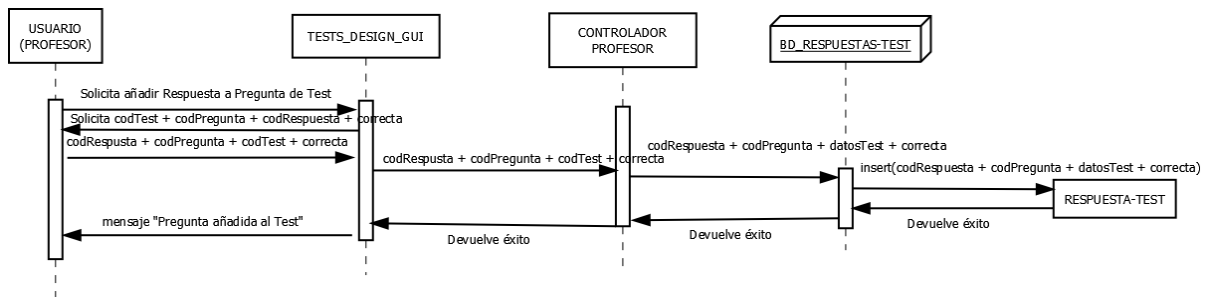 USUARIO
(PROFESOR)
TESTS_DESIGN_GUI
CONTROLADOR
PROFESOR
BD_RESPUESTAS-TEST
Solicita añadir Respuesta a Pregunta de Test
Solicita codTest + codPregunta + codRespuesta + correcta
codRespusta + codPregunta + codTest + correcta
codRespusta + codPregunta + codTest + correcta
codRespuesta + codPregunta + datosTest + correcta
insert(codRespuesta + codPregunta + datosTest + correcta)
RESPUESTA-TEST
mensaje "Pregunta añadida al Test"
Devuelve éxito
Devuelve éxito
Devuelve éxito